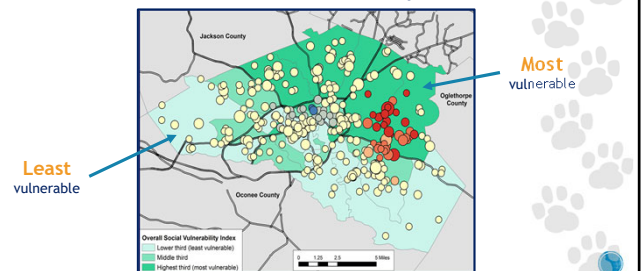 Jackson County
Most
vulnerable
Oglethorpe
County
Least
vulnerable
Oconee County
Overall Social Vulnerability Index
Lower third (least vulnerable)
Middle third
Highest third (most vulnerable)
0 1.25 2.5 5 Miles